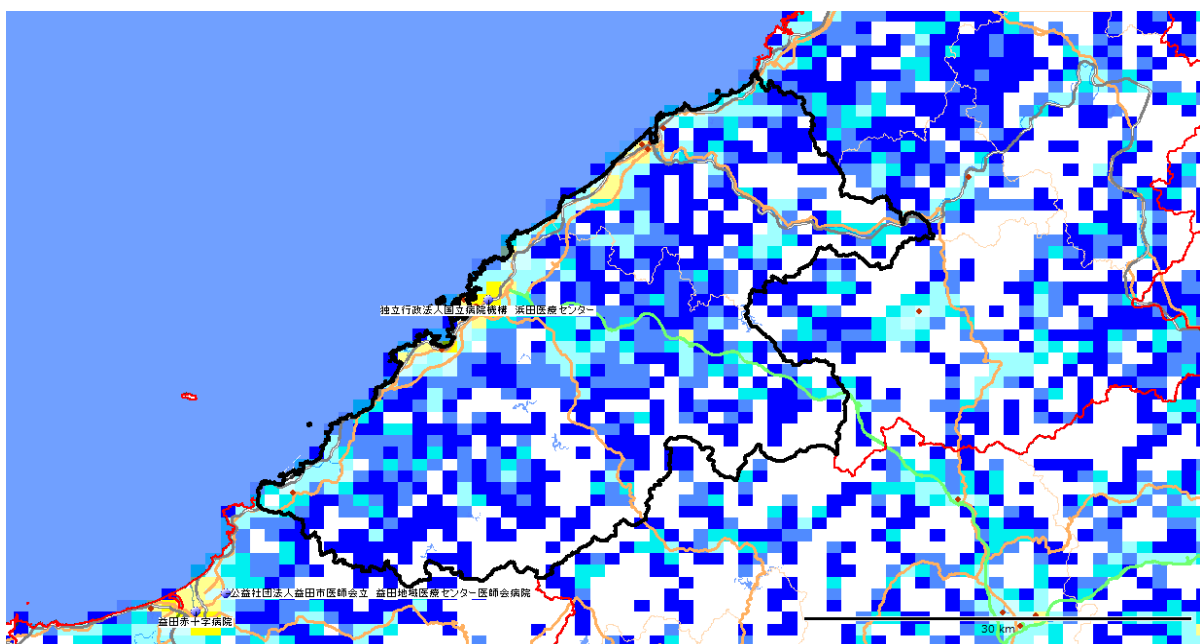 独立行政法人国立病院機構 浜田医療センター
公益社団法人益田市医師会立 益田地域医療センター医師会病院
益田赤十字病院
30 km